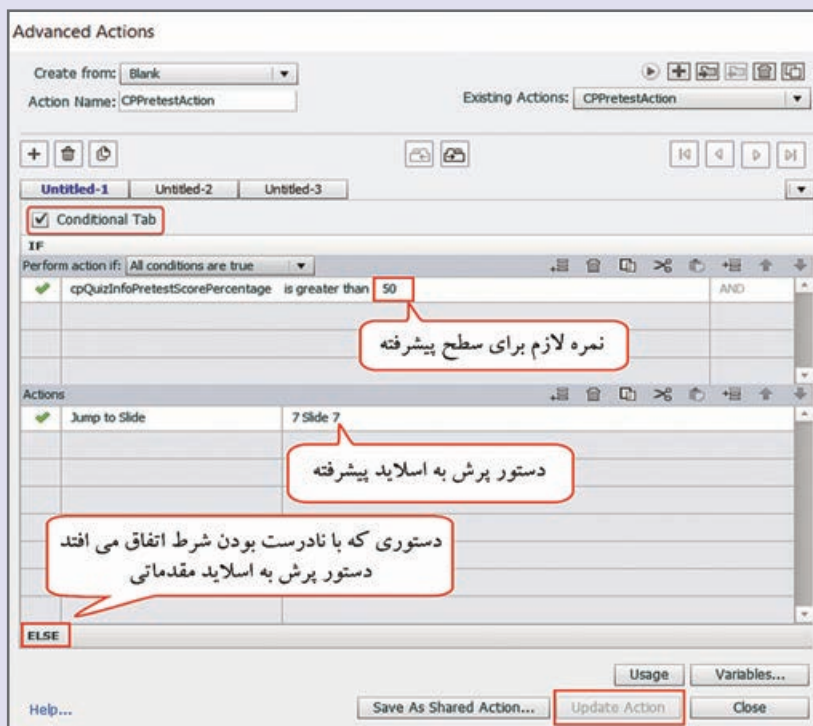 Advanced Actions
Create from: Blank
Action Name: CPPretestAction
Existing Actions: CPPretestAction
Untitled-1 Untitled-2 Untitled-3
Conditional Tab
IF
Perform action if: All conditions are true
cpQuizInfoPretestScorePercentage is greater than 50 AND
نمره لازم برای سطح پیشرفته
Actions
Jump to Slide 7 Slide 7
دستور پرش به اسلاید پیشرفته
دستوری که با نادرست بودن شرط اتفاق می افتد
دستور پرش به اسلاید مقدماتی
ELSE
Usage Variables...
Help... Save As Shared Action... Update Action Close